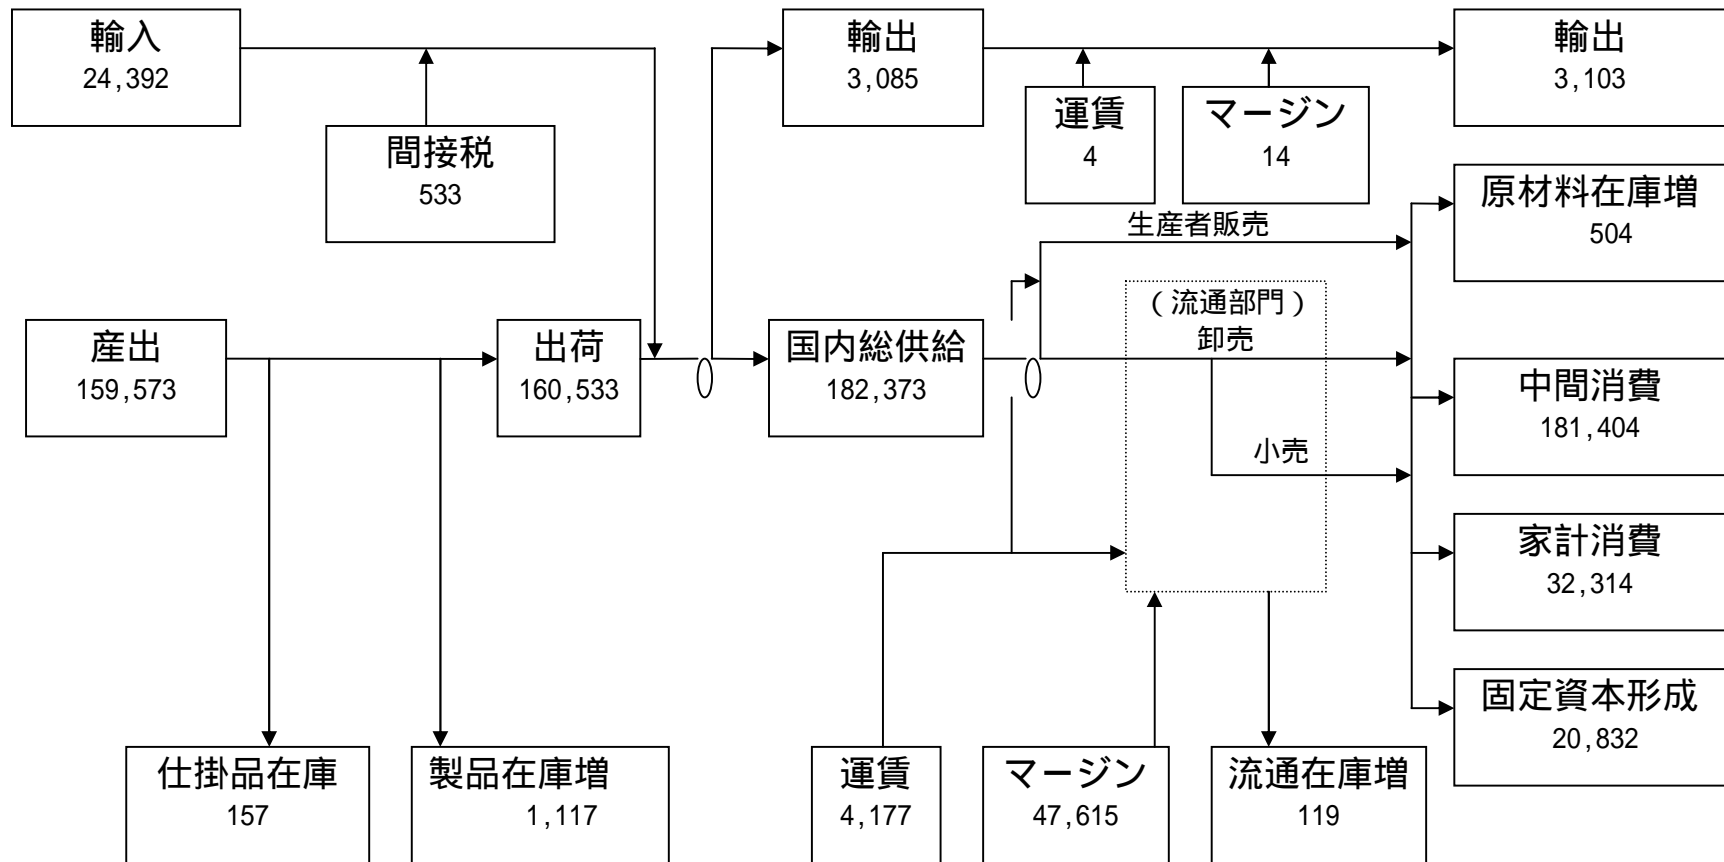 輸入
24,392
間接税
533
輸出
3,085
運賃
4
マージン
14
輸出
3,103
原材料在庫増
504
生産者販売
(流通部門)
卸売
小売
産出
159,573
出荷
160,533
国内総供給
182,373
中間消費
181,404
家計消費
32,314
固定資本形成
20,832
仕掛品在庫
157
製品在庫増
1,117
運賃
4,177
マージン
47,615
流通在庫増
119